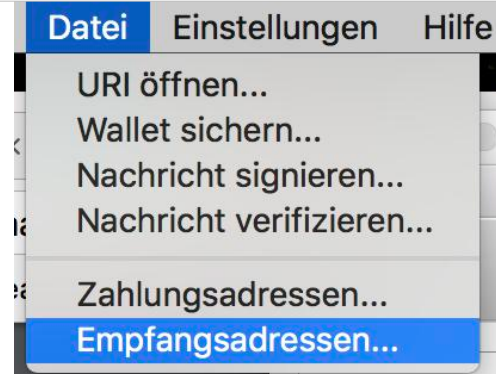 Datei Einstellungen Hilfe
URI öffnen...
Wallet sichern...
Nachricht signieren...
Nachricht verifizieren...
Zahlungsadressen...
Empfangsadressen...